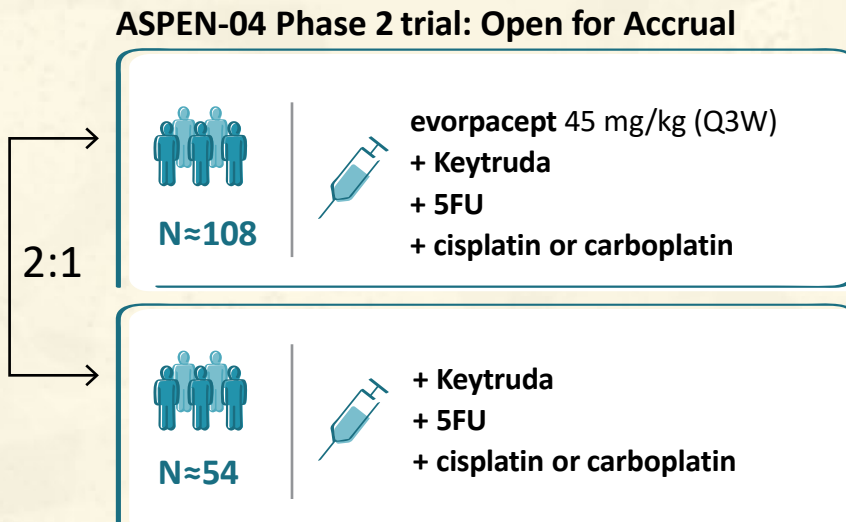 ASPEN-04 Phase 2 trial: Open for Accrual
2:1
N≈108
evorpacept 45 mg/kg (Q3W)
+ Keytruda
+ 5FU
+ cisplatin or carboplatin
N≈54
+ Keytruda
+ 5FU
+ cisplatin or carboplatin